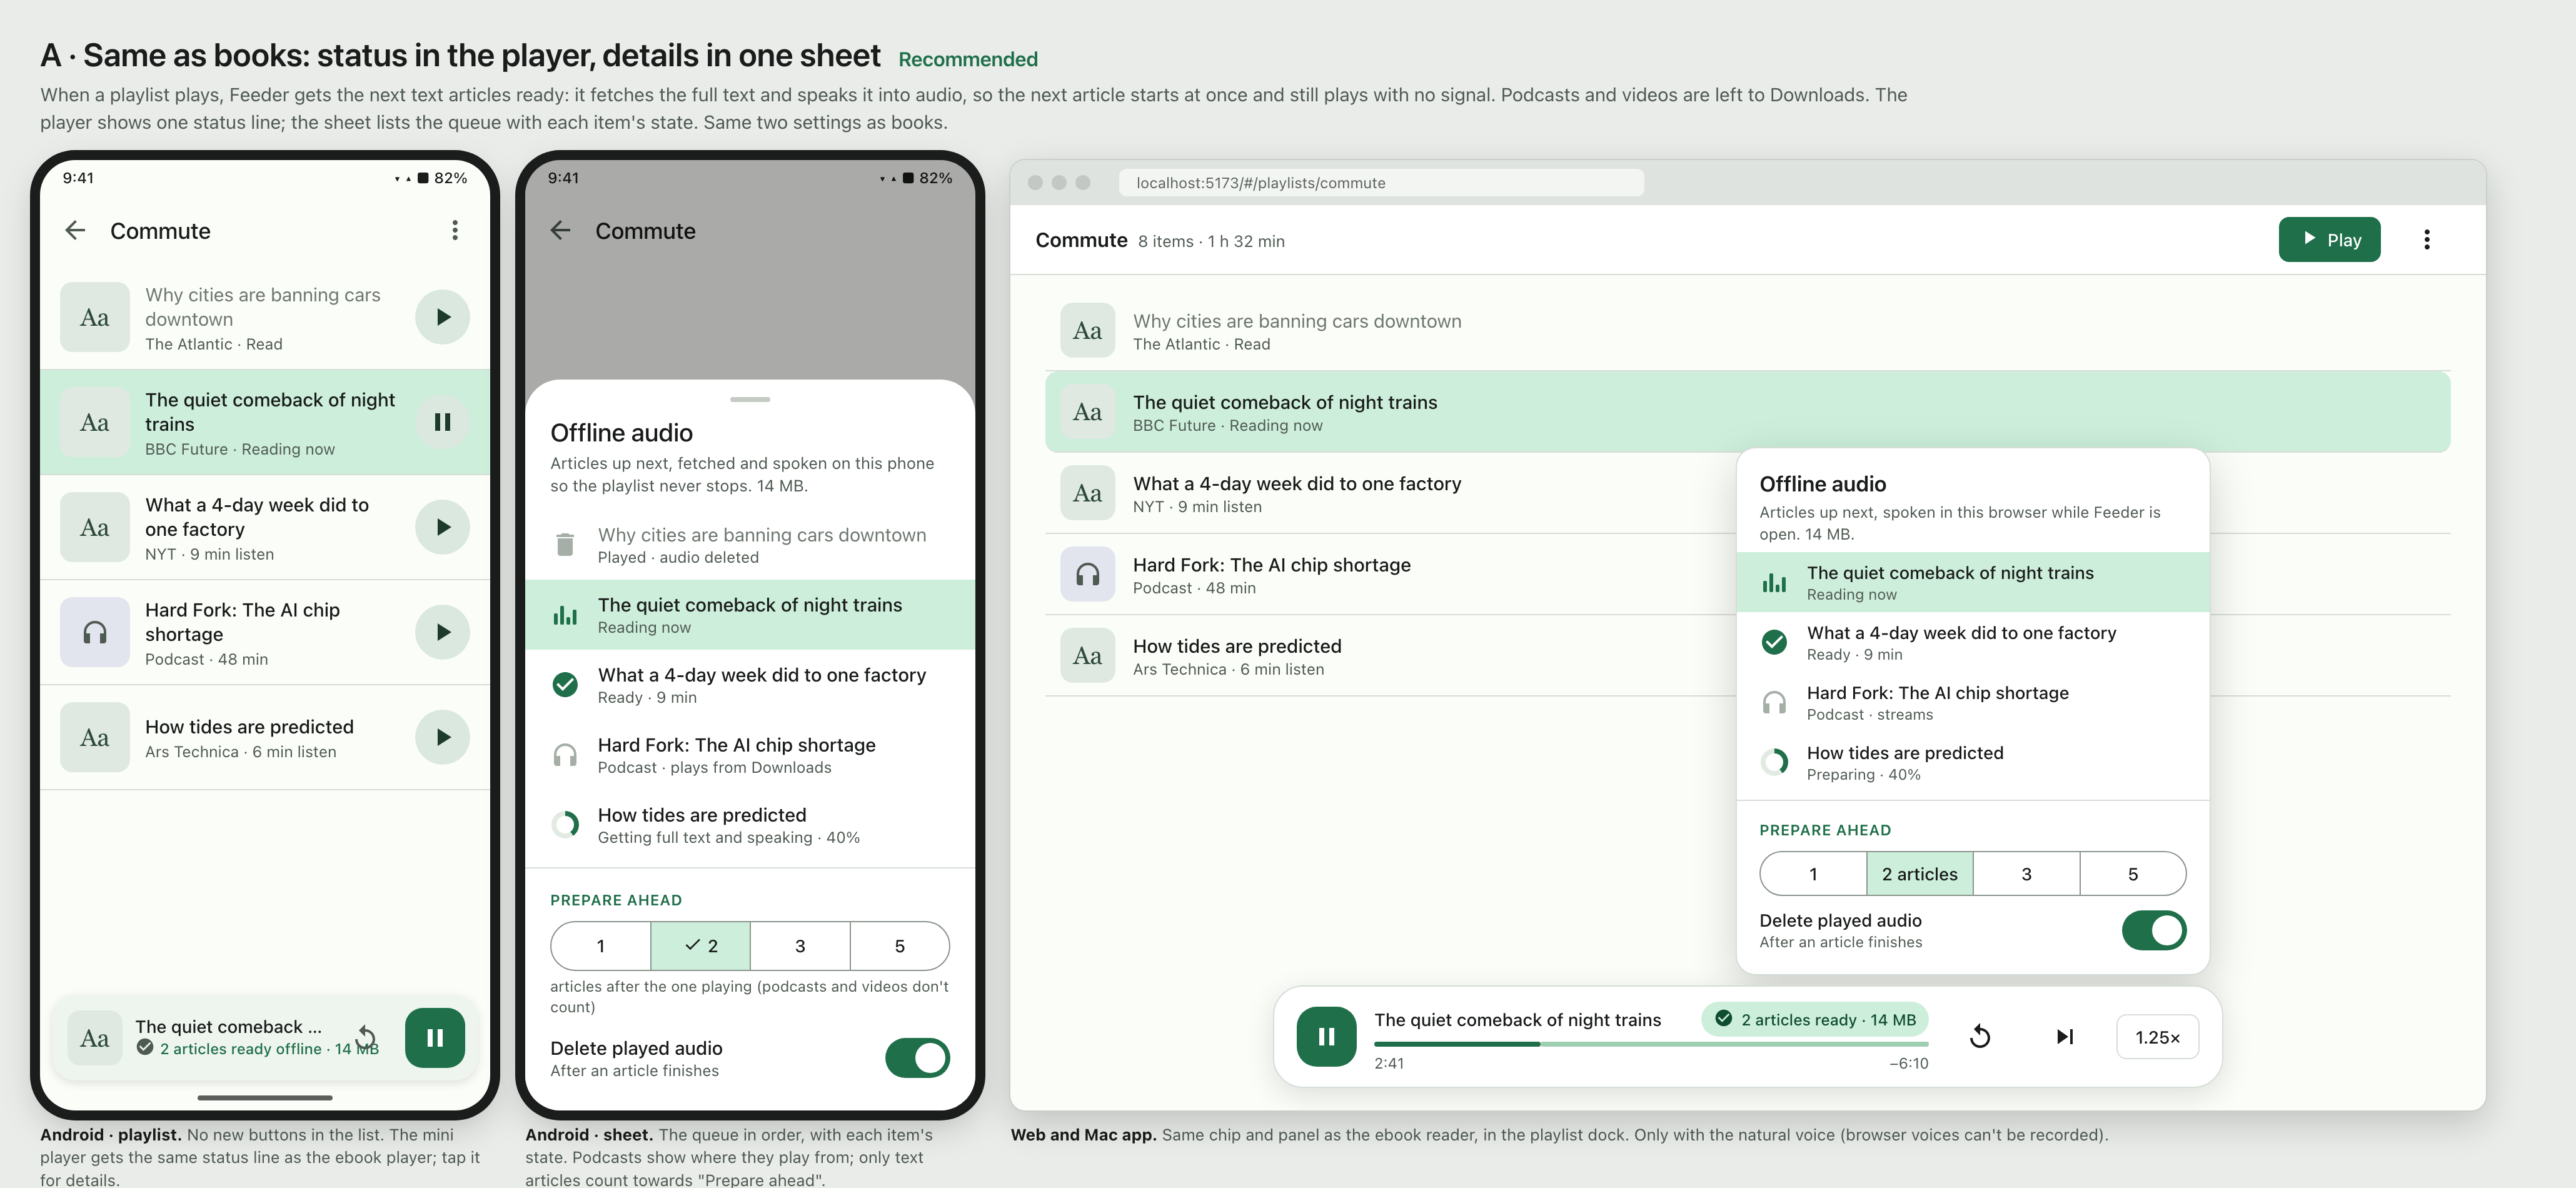 A · Same as books: status in the player, details in one sheet Recommended
When a playlist plays, Feeder gets the next text articles ready: it fetches the full text and speaks it into audio, so the next article starts at once and still plays with no signal. Podcasts and videos are left to Downloads. The
player shows one status line; the sheet lists the queue with each item's state. Same two settings as books.
9:41 82%
Commute
Aa
Why cities are banning cars
downtown
The Atlantic · Read
Aa
The quiet comeback of night
trains
BBC Future · Reading now
Aa
What a 4-day week did to
one factory
NYT · 9 min listen
Hard Fork: The AI chip
shortage
Podcast · 48 min
Aa
How tides are predicted
Ars Technica · 6 min listen
Aa
The quiet comeback ...
2 articles ready offline · 14 MB
Android · playlist. No new buttons in the list. The mini
player gets the same status line as the ebook player; tap it
for details.
9:41 82%
Commute
Offline audio
Articles up next, fetched and spoken on this phone
so the playlist never stops. 14 MB.
Why cities are banning cars downtown
Played · audio deleted
The quiet comeback of night trains
Reading now
What a 4-day week did to one factory
Ready · 9 min
Hard Fork: The AI chip shortage
Podcast · plays from Downloads
How tides are predicted
Getting full text and speaking · 40%
PREPARE AHEAD
1 2 3 5
articles after the one playing (podcasts and videos don't
count)
Delete played audio
After an article finishes
Android · sheet. The queue in order, with each item's
state. Podcasts show where they play from; only text
articles count towards "Prepare ahead".
localhost:5173/#/playlists/commute
Commute 8 items · 1 h 32 min
Play
Aa
Why cities are banning cars downtown
The Atlantic · Read
Aa
The quiet comeback of night trains
BBC Future · Reading now
Aa
What a 4-day week did to one factory
NYT · 9 min listen
Hard Fork: The AI chip shortage
Podcast · 48 min
Aa
How tides are predicted
Ars Technica · 6 min listen
Offline audio
Articles up next, spoken in this browser while Feeder is
open. 14 MB.
The quiet comeback of night trains
Reading now
What a 4-day week did to one factory
Ready · 9 min
Hard Fork: The AI chip shortage
Podcast · streams
How tides are predicted
Preparing · 40%
PREPARE AHEAD
1 2 articles 3 5
Delete played audio
After an article finishes
The quiet comeback of night trains
2 articles ready · 14 MB
2:41 −6:10
1.25×
Web and Mac app. Same chip and panel as the ebook reader, in the playlist dock. Only with the natural voice (browser voices can't be recorded).